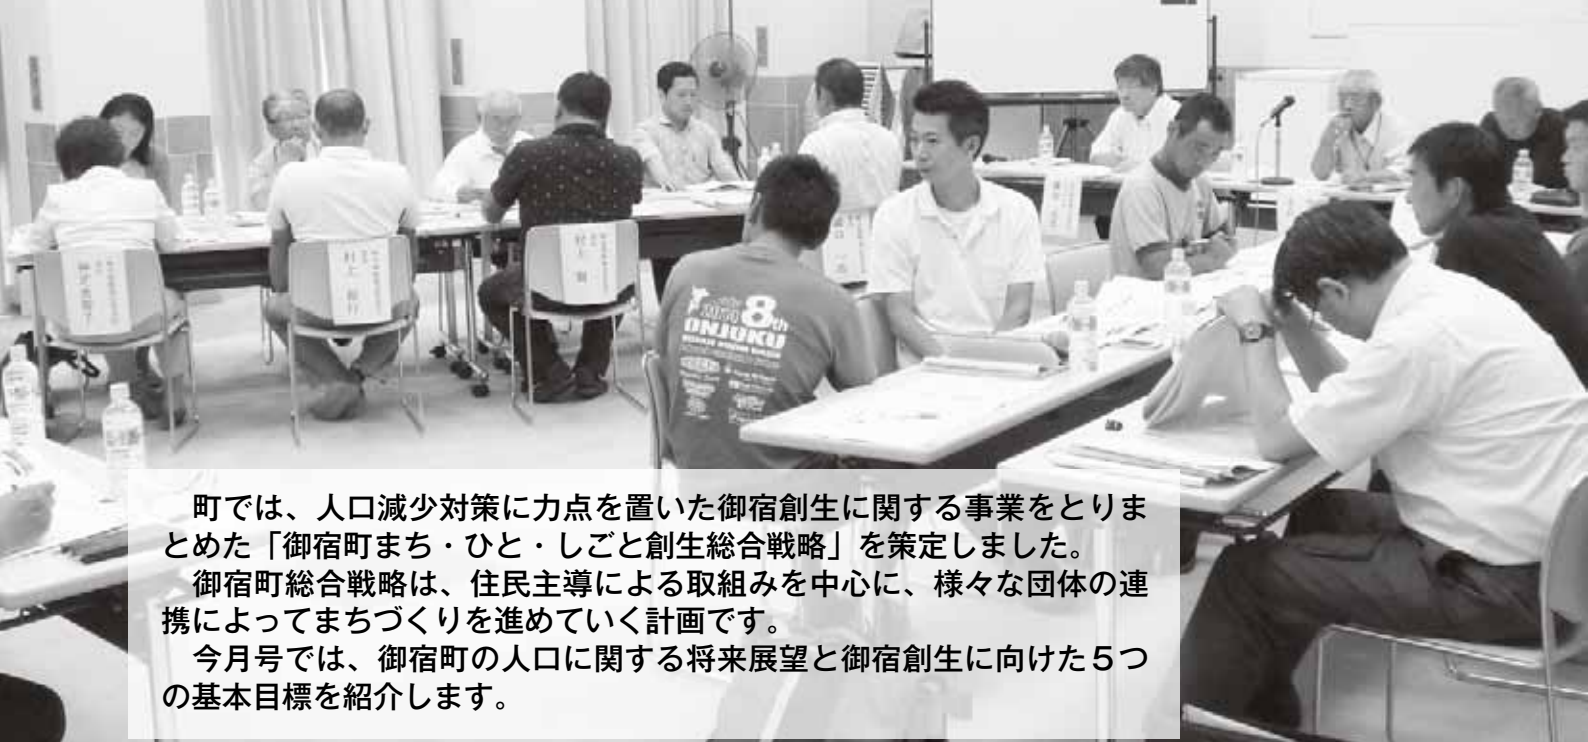 8th
ONJUKU
村上
村上
　町では、人口減少対策に力点を置いた御宿創生に関する事業をとりま
とめた「御宿町まち・ひと・しごと創生総合戦略」を策定しました。
　御宿町総合戦略は、住民主導による取組みを中心に、様々な団体の連
携によってまちづくりを進めていく計画です。
　今月号では、御宿町の人口に関する将来展望と御宿創生に向けた５つ
の基本目標を紹介します。